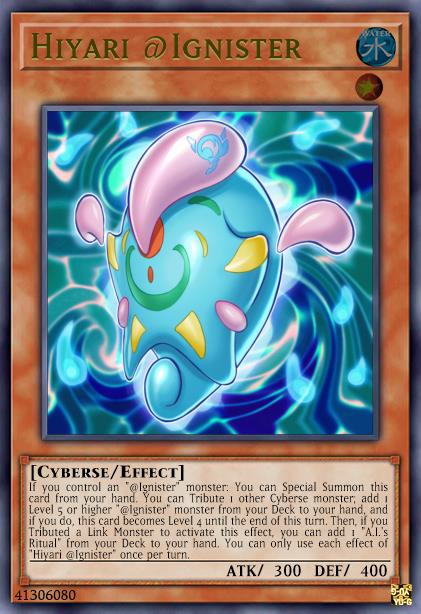 Hiyari @Ignister
WATER
水
[Cyberse/Effect]
If you control an "@Ignister" monster: You can Special Summon this
card from your hand. You can Tribute 1 other Cyberse monster; add 1
Level 5 or higher "@Ignister" monster from your Deck to your hand, and
if you do, this card becomes Level 4 until the end of this turn. Then, if you
Tributed a Link Monster to activate this effect, you can add 1 "A.I.'s
Ritual" from your Deck to your hand. You can only use each effect of
"Hiyari @Ignister" once per turn.
ATK/ 300 DEF/ 400
41306080